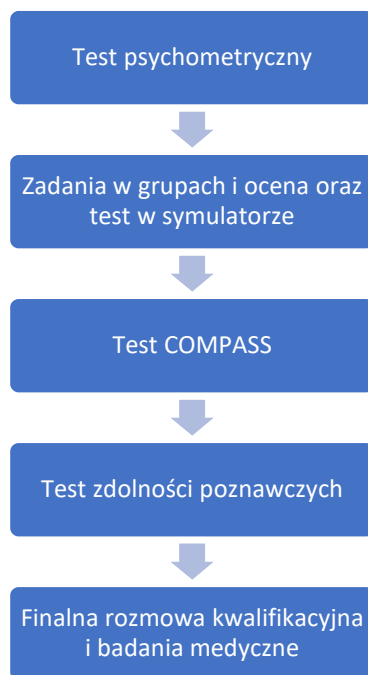 Test psychometryczny
Zadania w grupach i ocena oraz
test w symulatorze
Test COMPASS
Test zdolności poznawczych
Finalna rozmowa kwalifikacyjna
i badania medyczne